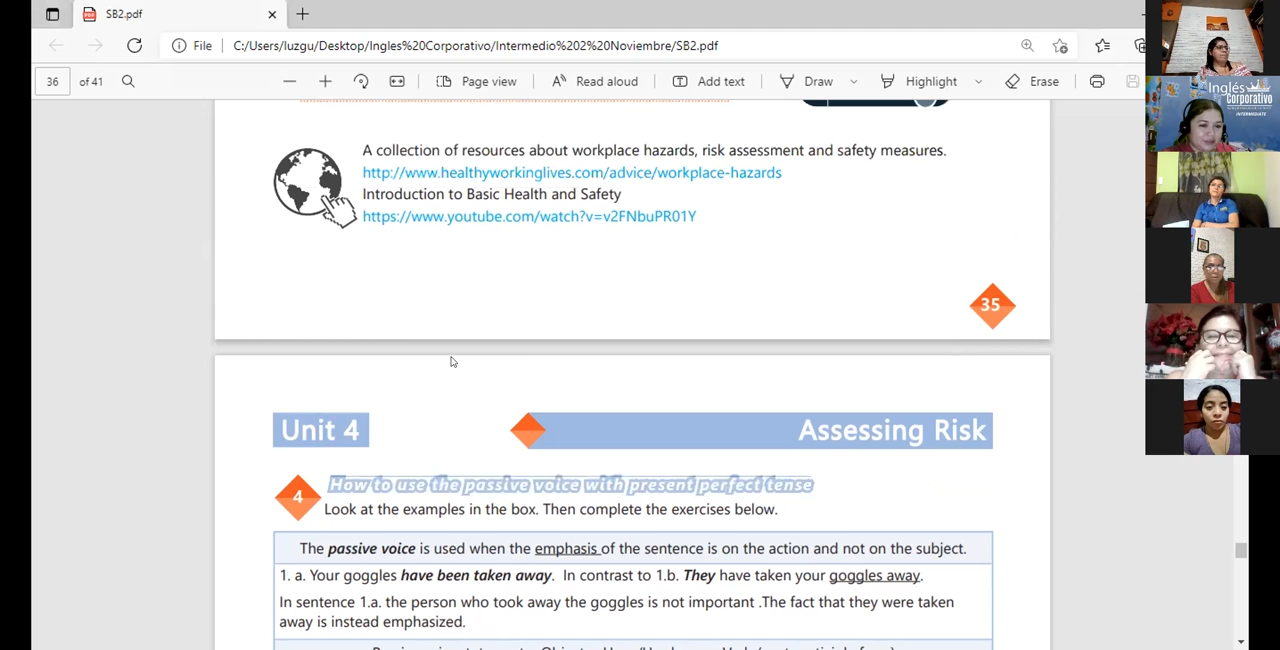 SB2.pdf
File C:/Users/luzgu/Desktop/Ingles%20Corporativo/Intermedio%202%20Noviembre/SB2.pdf
36 of 41
Read aloud
Add text
Draw
Highlight
Erase
Inglés
Corporativo
INTERMEDIATE
A collection of resoures about workplace hazards, risk assessment and safety measures.
http://www.healthyworkinglives.com/advice/workplace-hazards
Introduction to Basic Health and Safety
https://www.youtube.com/watch?v=v2FNbuPR01Y
35
Unit 4
Assessing Risk
4
How to use the passive voice with present perfect tense
Look at the examples in the box. Then complete the exercises below.
The passive voice is used when the emphasis of the sentence is on the action and not on the subject.
1. a. Your goggles have been taken away. In contrast to 1.b. They have taken your goggles away.
In sentence 1.a. the person who took away the goggles is not important .The fact that they were taken
away is instead emphasized.